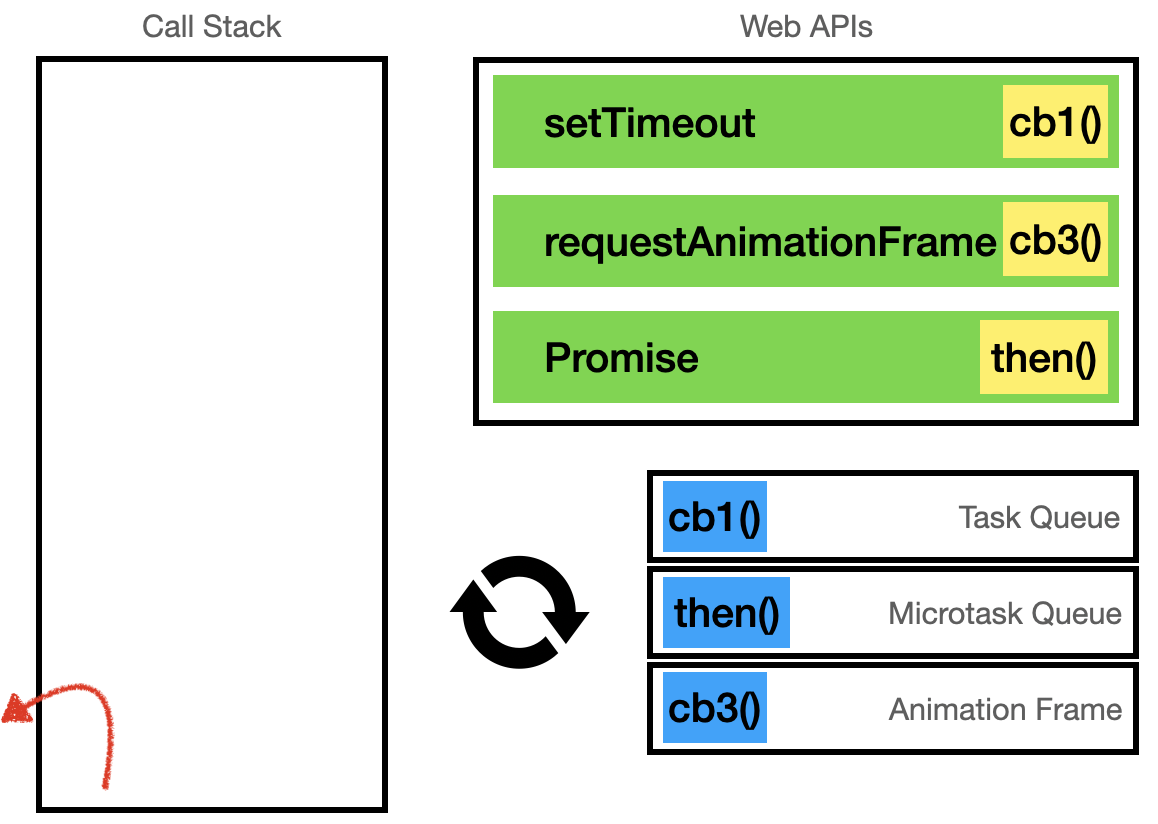 Call Stack
Web APIs
setTimeout cb1()
requestAnimationFrame cb3()
Promise then()
cb1() Task Queue
then() Microtask Queue
cb3() Animation Frame